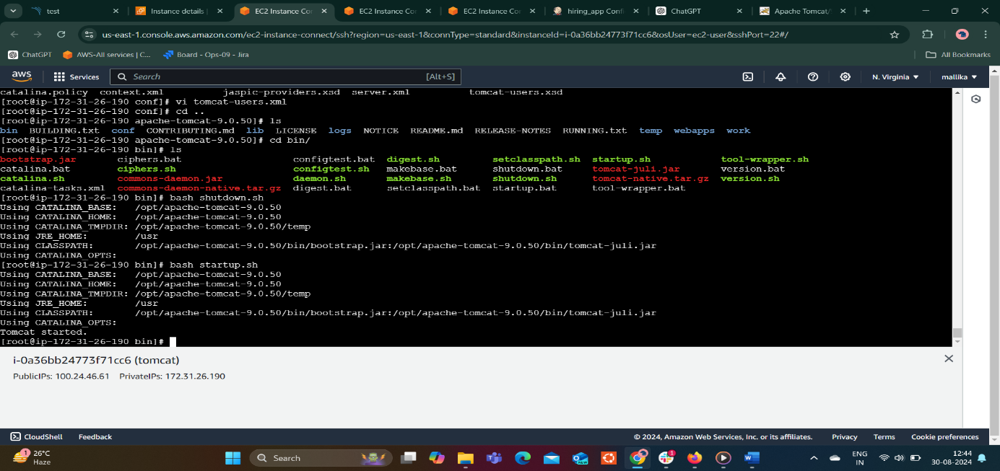 test
Instance details |
EC2 Instance Con
EC2 Instance Con
EC2 Instance Con
hiring_app Confi
ChatGPT
Apache Tomcat/
us-east-1.console.aws.amazon.com/ec2-instance-connect/ssh?region=us-east-1&connType=standard&instanceId=i-0a36bb24773f71cc6&osUser=ec2-user&sshPort=22#/
ChatGPT AWS-All services | C... Board - Ops-09 - Jira All Bookmarks
aws Services Search [Alt+S] N. Virginia mallika
catalina.policy context.xml jaspic-providers.xsd server.xml tomcat-users.xsd
[root@ip-172-31-26-190 conf]# vi tomcat-users.xml
[root@ip-172-31-26-190 conf]# cd ..
[root@ip-172-31-26-190 apache-tomcat-9.0.50]# ls
bin BUILDING.txt conf CONTRIBUTING.md lib LICENSE logs NOTICE README.md RELEASE-NOTES RUNNING.txt temp webapps work
[root@ip-172-31-26-190 apache-tomcat-9.0.50]# cd bin/
[root@ip-172-31-26-190 bin]# ls
bootstrap.jar ciphers.bat configtest.bat digest.sh setclasspath.sh startup.sh tool-wrapper.sh
catalina.bat ciphers.sh configtest.sh makebase.bat shutdown.bat tomcat-juli.jar version.bat
catalina.sh commons-daemon.jar daemon.sh makebase.sh shutdown.sh tomcat-native.tar.gz version.sh
catalina-tasks.xml commons-daemon-native.tar.gz digest.bat setclasspath.bat startup.bat tool-wrapper.bat
[root@ip-172-31-26-190 bin]# bash shutdown.sh
Using CATALINA_BASE: /opt/apache-tomcat-9.0.50
Using CATALINA_HOME: /opt/apache-tomcat-9.0.50
Using CATALINA_TMPDIR: /opt/apache-tomcat-9.0.50/temp
Using JRE_HOME: /usr
Using CLASSPATH: /opt/apache-tomcat-9.0.50/bin/bootstrap.jar:/opt/apache-tomcat-9.0.50/bin/tomcat-juli.jar
Using CATALINA_OPTS:
[root@ip-172-31-26-190 bin]# bash startup.sh
Using CATALINA_BASE: /opt/apache-tomcat-9.0.50
Using CATALINA_HOME: /opt/apache-tomcat-9.0.50
Using CATALINA_TMPDIR: /opt/apache-tomcat-9.0.50/temp
Using JRE_HOME: /usr
Using CLASSPATH: /opt/apache-tomcat-9.0.50/bin/bootstrap.jar:/opt/apache-tomcat-9.0.50/bin/tomcat-juli.jar
Using CATALINA_OPTS:
Tomcat started.
[root@ip-172-31-26-190 bin]#
i-0a36bb24773f71cc6 (tomcat)
PublicIPs: 100.24.46.61 PrivateIPs: 172.31.26.190
CloudShell Feedback © 2024, Amazon Web Services, Inc. or its affiliates. Privacy Terms Cookie preferences
1 26°C
Haze
Search
NEW
1
W
ENG
IN
12:44
30-08-2024